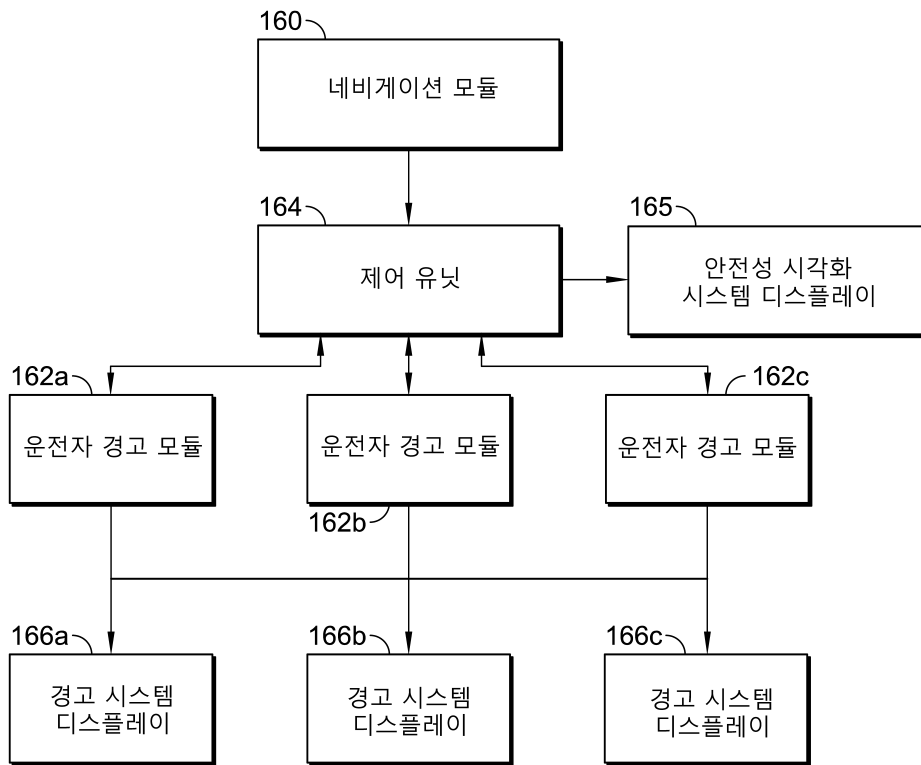 160
네비게이션 모듈
164
제어 유닛
165
안전성 시각화
시스템 디스플레이
162a
운전자 경고 모듈
162b
운전자 경고 모듈
162c
운전자 경고 모듈
166a
경고 시스템
디스플레이
166b
경고 시스템
디스플레이
166c
경고 시스템
디스플레이